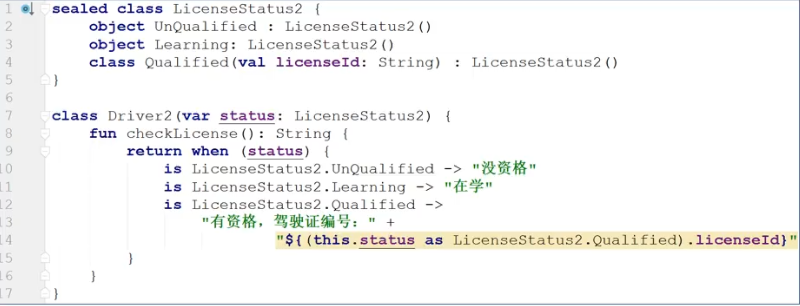 1 sealed class LicenseStatus2 {
2 object UnQualified : LicenseStatus2()
3 object Learning: LicenseStatus2()
4 class Qualified(val licenseId: String) : LicenseStatus2()
5 }
6
7 class Driver2(var status: LicenseStatus2) {
8 fun checkLicense(): String {
9 return when (status) {
10 is LicenseStatus2.UnQualified -> "没资格"
11 is LicenseStatus2.Learning -> "在学"
12 is LicenseStatus2.Qualified ->
13 "有资格，驾驶证编号：" +
14 "${(this.status as LicenseStatus2.Qualified).licenseId}"
15 }
16 }
17 }